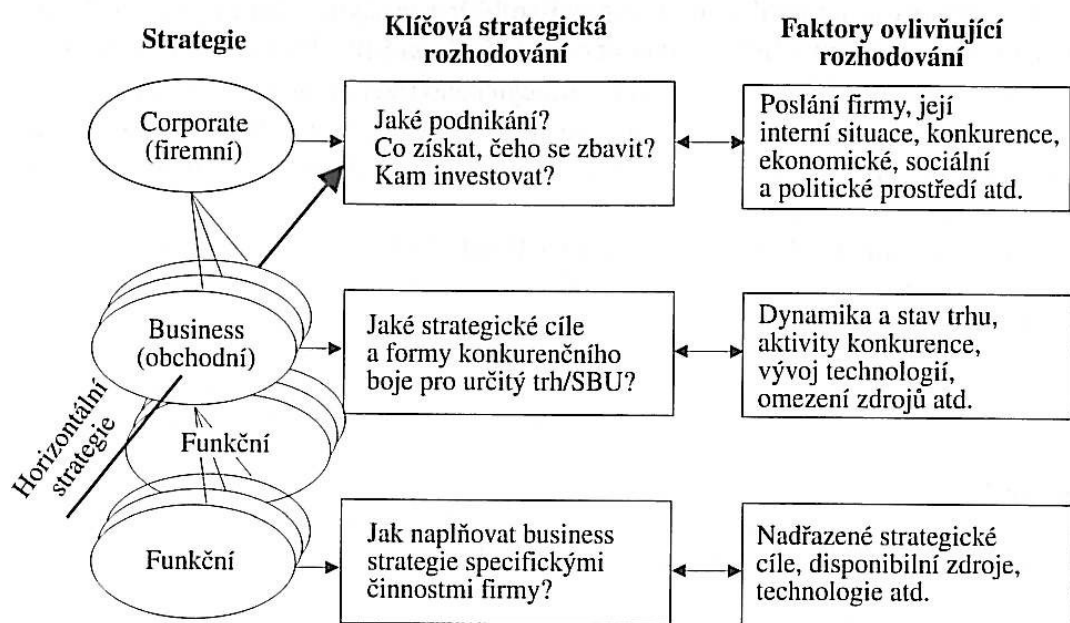 Strategie
Klíčová strategická
rozhodování
Faktory ovlivňující
rozhodování
Corporate
(firemní)
Jaké podnikání?
Co získat, čeho se zbavit?
Kam investovat?
Poslání firmy, její
interní situace, konkurence,
ekonomické, sociální
a politické prostředí atd.
Business
(obchodní)
Jaké strategické cíle
a formy konkurenčního
boje pro určitý trh/SBU?
Dynamika a stav trhu,
aktivity konkurence,
vývoj technologií,
omezení zdrojů atd.
Horizontální
strategie
Funkční
Funkční
Jak naplňovat business
strategie specifickými
činnostmi firmy?
Nadřazené strategické
cíle, disponibilní zdroje,
technologie atd.